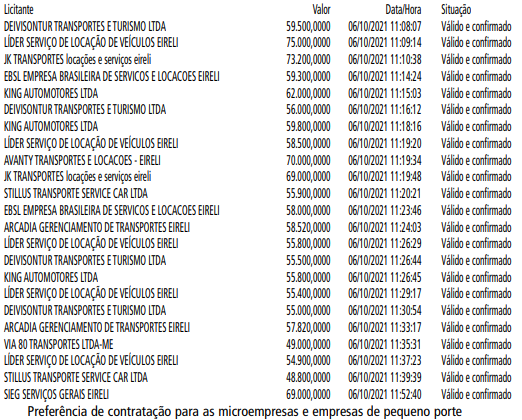 Licitante Valor Data/Hora Situação
DEIVISONTUR TRANSPORTES E TURISMO LTDA 59.500,0000 06/10/2021 11:08:07 Válido e confirmado
LÍDER SERVIÇO DE LOCAÇÃO DE VEÍCULOS EIRELI 75.000,0000 06/10/2021 11:09:14 Válido e confirmado
JK TRANSPORTES locações e serviços eireli 73.200,0000 06/10/2021 11:10:38 Válido e confirmado
EBSL EMPRESA BRASILEIRA DE SERVICOS E LOCACOES EIRELI 59.300,0000 06/10/2021 11:14:24 Válido e confirmado
KING AUTOMOTORES LTDA 62.000,0000 06/10/2021 11:15:03 Válido e confirmado
DEIVISONTUR TRANSPORTES E TURISMO LTDA 56.000,0000 06/10/2021 11:16:12 Válido e confirmado
KING AUTOMOTORES LTDA 59.800,0000 06/10/2021 11:18:16 Válido e confirmado
LÍDER SERVIÇO DE LOCAÇÃO DE VEÍCULOS EIRELI 58.500,0000 06/10/2021 11:19:20 Válido e confirmado
AVANTY TRANSPORTES E LOCACOES - EIRELI 70.000,0000 06/10/2021 11:19:34 Válido e confirmado
JK TRANSPORTES locações e serviços eireli 69.000,0000 06/10/2021 11:19:48 Válido e confirmado
STILLUS TRANSPORTE SERVICE CAR LTDA 55.900,0000 06/10/2021 11:20:21 Válido e confirmado
EBSL EMPRESA BRASILEIRA DE SERVICOS E LOCACOES EIRELI 58.000,0000 06/10/2021 11:23:46 Válido e confirmado
ARCADIA GERENCIAMENTO DE TRANSPORTES EIRELI 58.520,0000 06/10/2021 11:24:03 Válido e confirmado
LÍDER SERVIÇO DE LOCAÇÃO DE VEÍCULOS EIRELI 55.800,0000 06/10/2021 11:26:29 Válido e confirmado
DEIVISONTUR TRANSPORTES E TURISMO LTDA 55.500,0000 06/10/2021 11:26:44 Válido e confirmado
KING AUTOMOTORES LTDA 55.800,0000 06/10/2021 11:26:45 Válido e confirmado
LÍDER SERVIÇO DE LOCAÇÃO DE VEÍCULOS EIRELI 55.400,0000 06/10/2021 11:29:17 Válido e confirmado
DEIVISONTUR TRANSPORTES E TURISMO LTDA 55.000,0000 06/10/2021 11:30:54 Válido e confirmado
ARCADIA GERENCIAMENTO DE TRANSPORTES EIRELI 57.820,0000 06/10/2021 11:33:17 Válido e confirmado
VIA 80 TRANSPORTES LTDA-ME 49.000,0000 06/10/2021 11:35:31 Válido e confirmado
LÍDER SERVIÇO DE LOCAÇÃO DE VEÍCULOS EIRELI 54.900,0000 06/10/2021 11:37:23 Válido e confirmado
STILLUS TRANSPORTE SERVICE CAR LTDA 48.800,0000 06/10/2021 11:39:39 Válido e confirmado
SIEG SERVIÇOS GERAIS EIRELI 69.000,0000 06/10/2021 11:52:40 Válido e confirmado
Preferência de contratação para as microempresas e empresas de pequeno porte